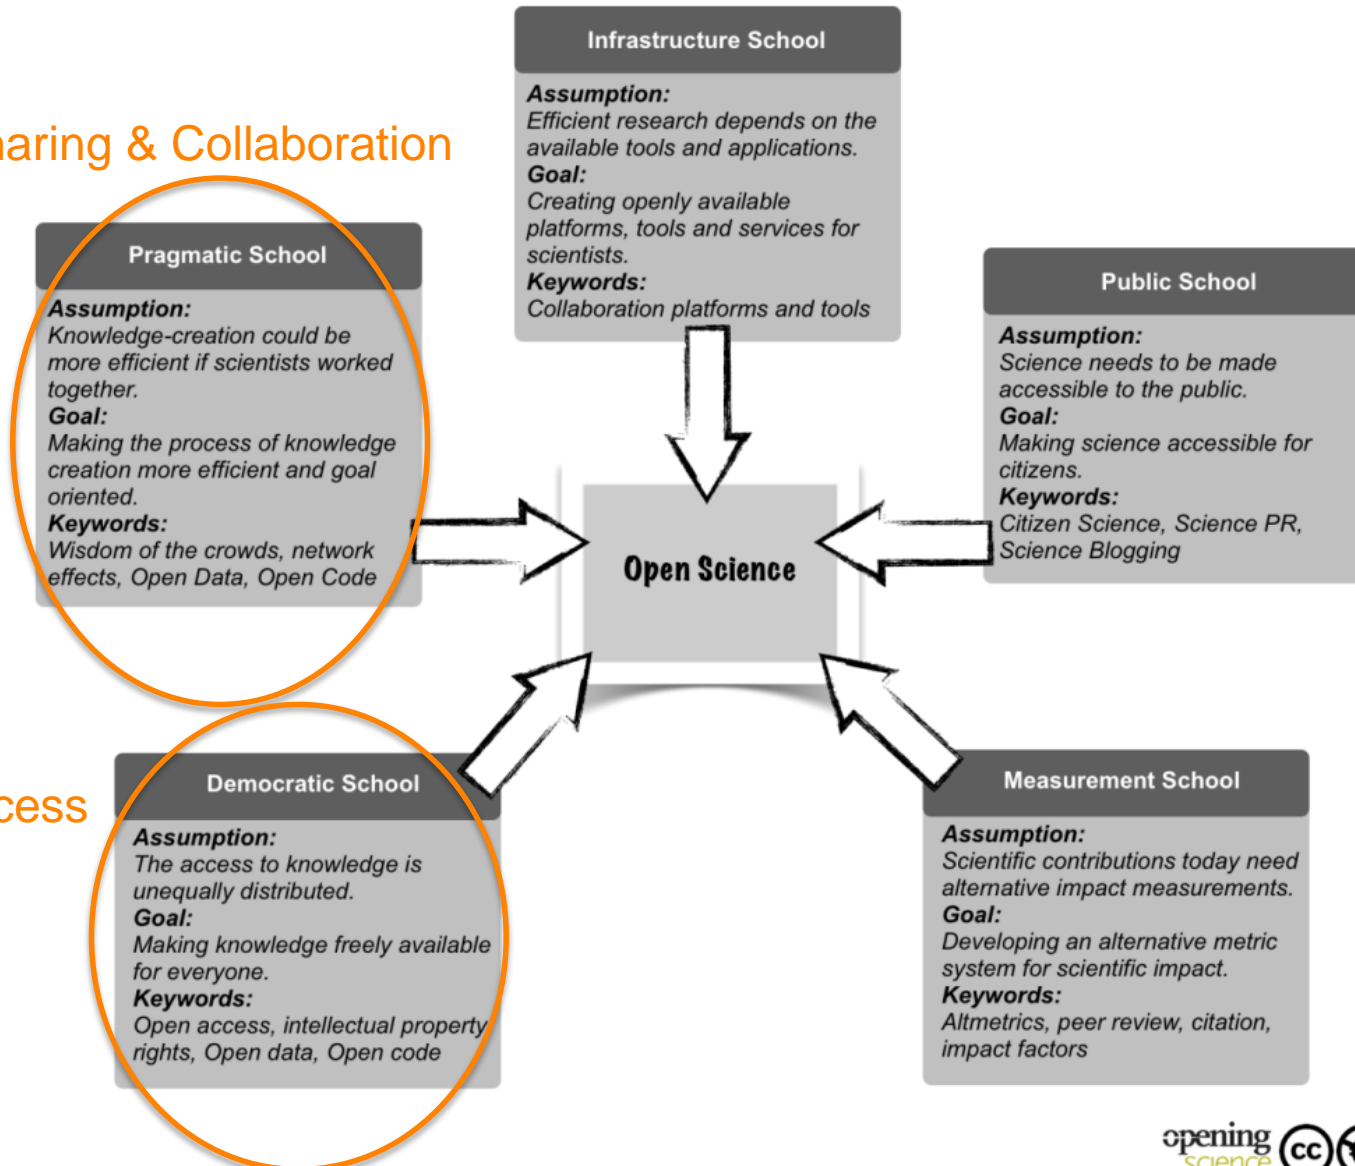 Infrastructure School
Assumption:
Efficient research depends on the
available tools and applications.
Goal:
Creating openly available
platforms, tools and services for
scientists.
Keywords:
Collaboration platforms and tools
& Collaboration
Pragmatic School
Assumption:
Knowledge-creation could be
more efficient if scientists worked
together.
Goal:
Making the process of knowledge
creation more efficient and goal
oriented.
Keywords:
Wisdom of the crowds, network
effects, Open Data, Open Code
Public School
Assumption:
Science needs to be made
accessible to the public.
Goal:
Making science accessible for
citizens.
Keywords:
Citizen Science, Science PR,
Science Blogging
Open Science
Democratic School
Assumption:
The access to knowledge is
unequally distributed.
Goal:
Making knowledge freely available
for everyone.
Keywords:
Open access, intellectual property
rights, Open data, Open code
Measurement School
Assumption:
Scientific contributions today need
alternative impact measurements.
Goal:
Developing an alternative metric
system for scientific impact.
Keywords:
Altmetrics, peer review, citation,
impact factors
opening
science
cc